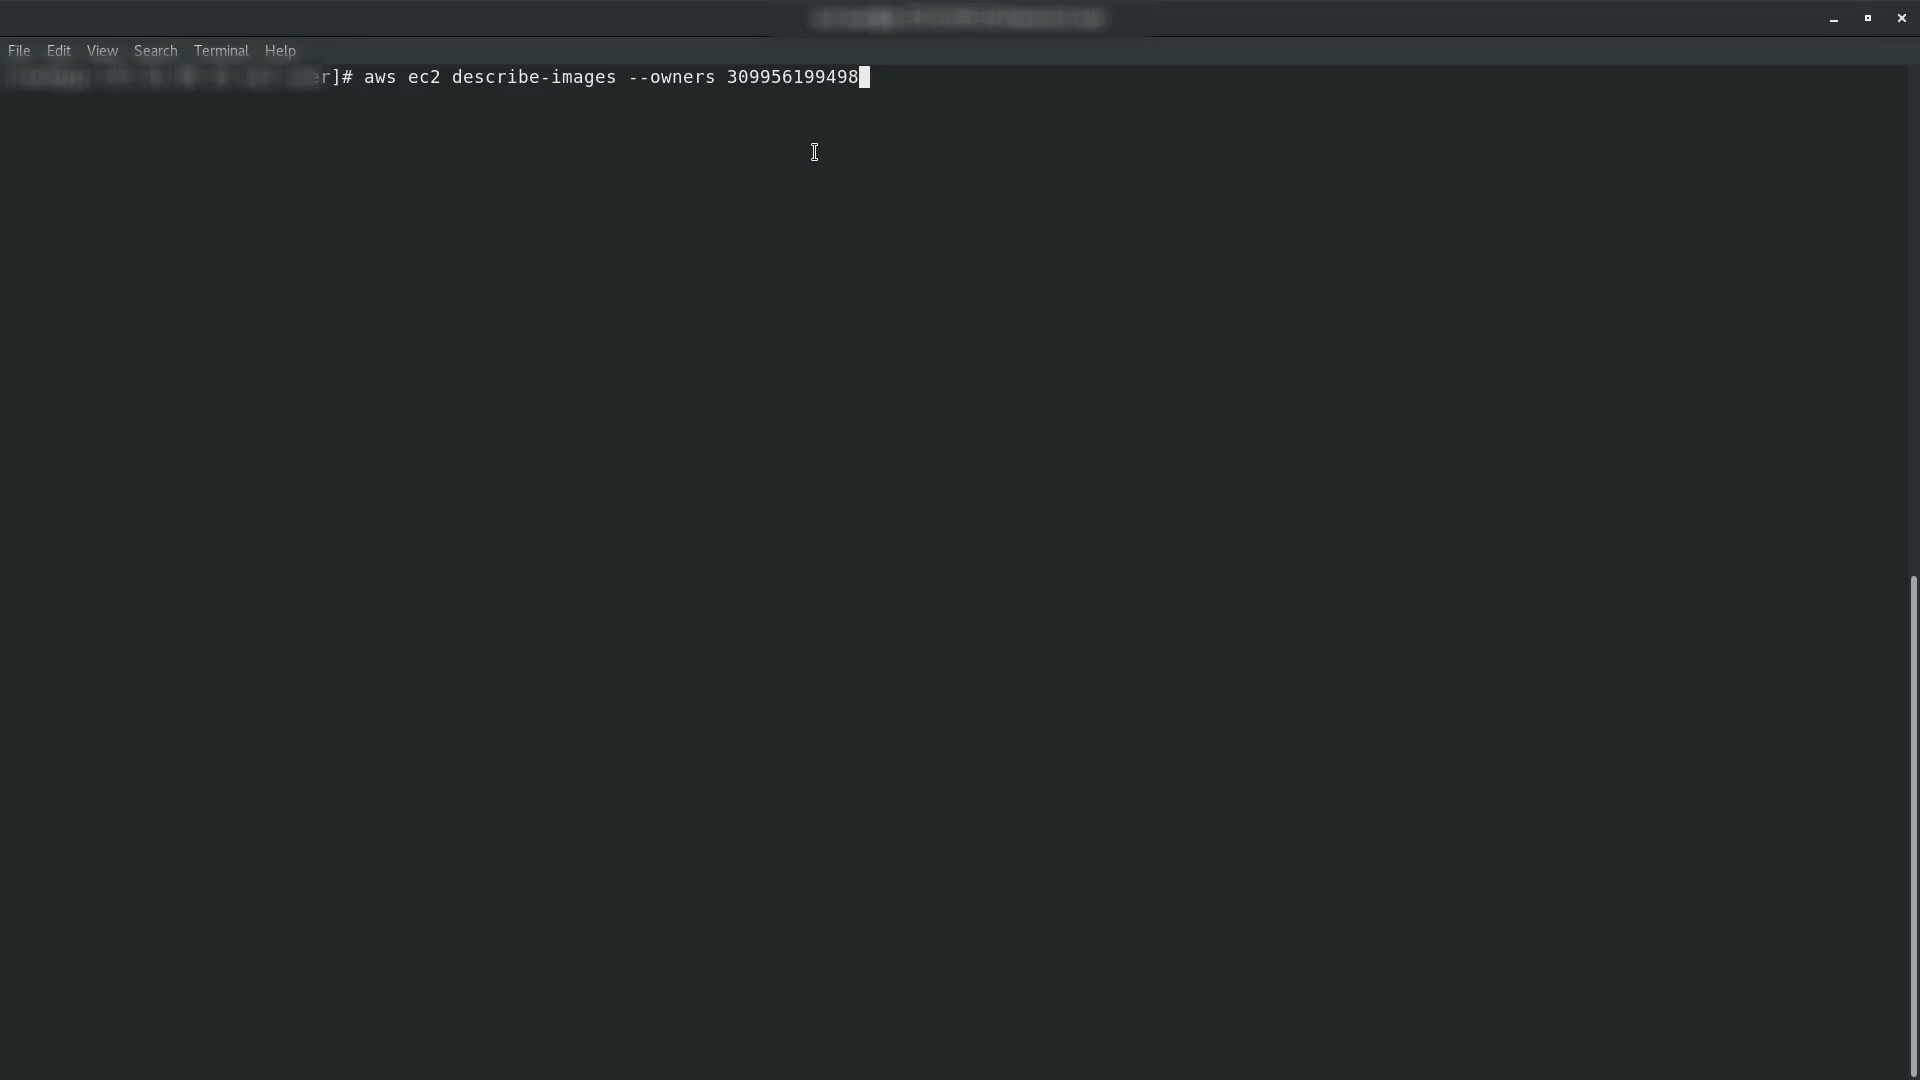 File Edit View Search Terminal Help
]# aws ec2 describe-images --owners 309956199498